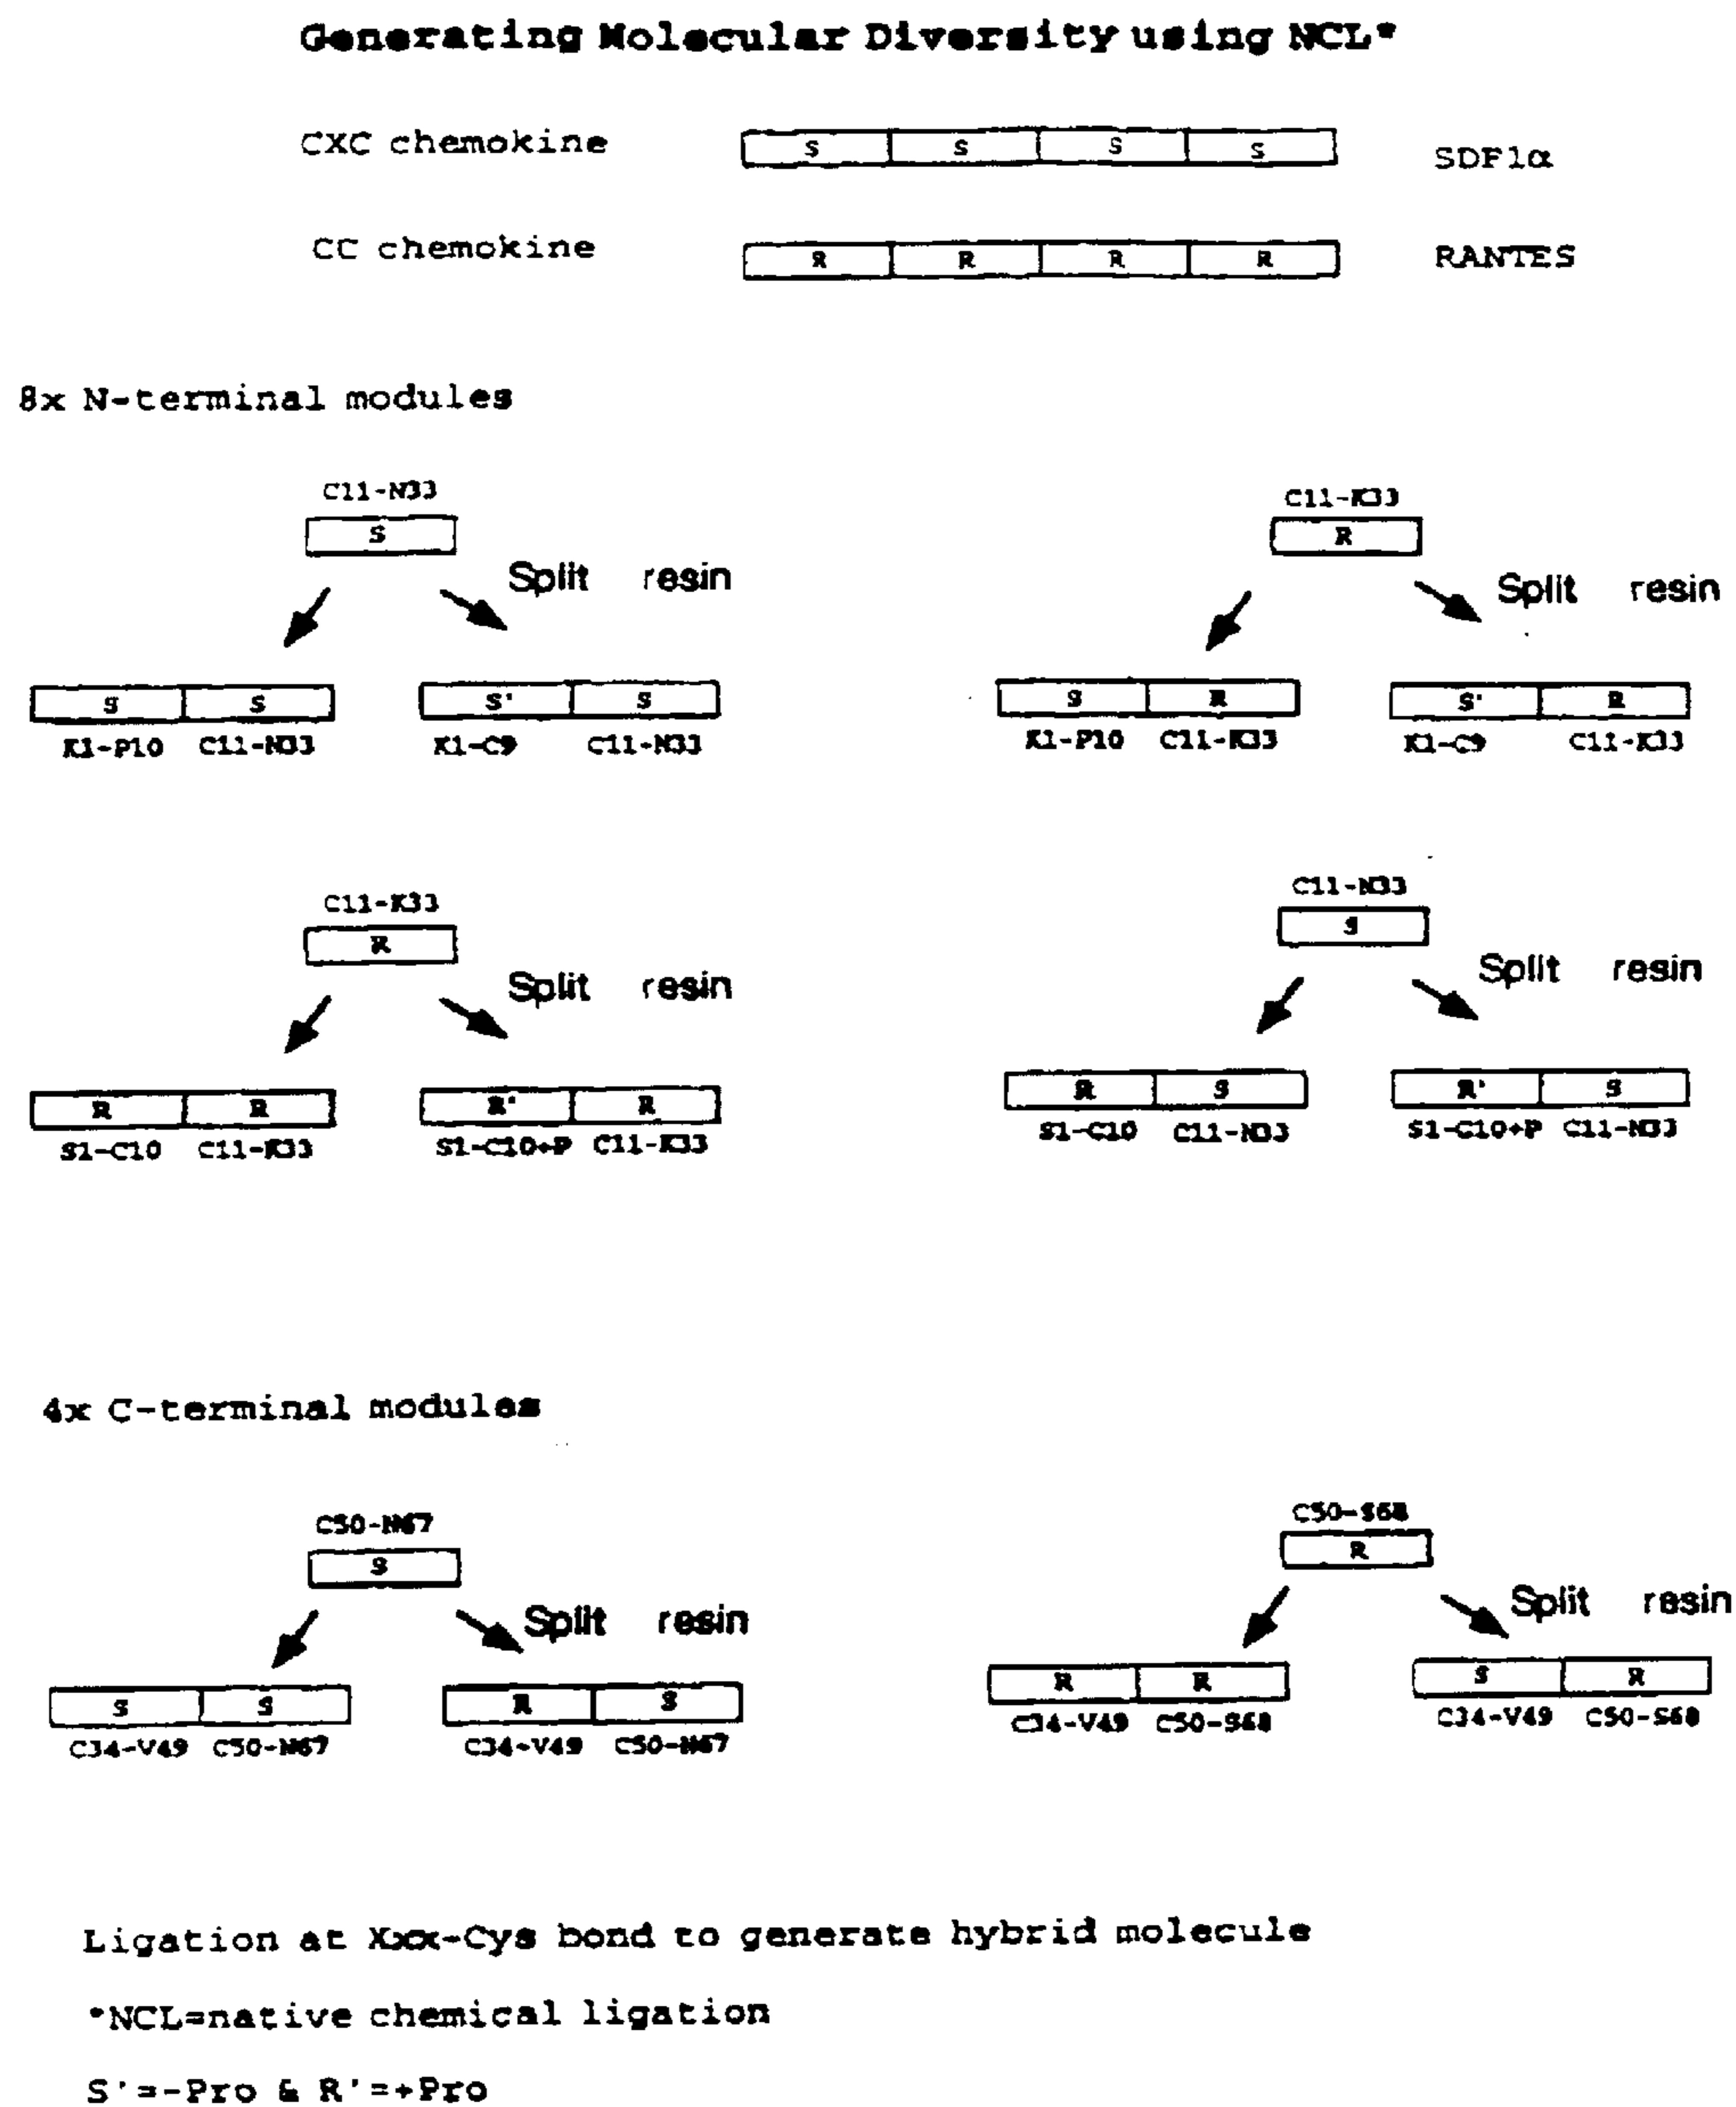 Generating Molecular Diversity using NCL*
CXC chemokine S S S S SDF1α
CC chemokine R R R R RANTES
8x N-terminal modules
C11-N33
S
Split resin
S S
K1-P10 C11-N33
S' S
K1-C9 C11-N33
C11-K33
R
Split resin
S R
K1-P10 C11-K33
S' R
K1-C9 C11-K33
C11-K33
R
Split resin
R R
S1-C10 C11-K33
R' R
S1-C10+P C11-K33
C11-N33
S
Split resin
R S
S1-C10 C11-N33
R' S
S1-C10+P C11-N33
4x C-terminal modules
C50-N67
S
Split resin
S S
C34-V49 C50-N67
R S
C34-V49 C50-N67
C50-S68
R
Split resin
R R
C34-V49 C50-S68
S R
C34-V49 C50-S68
Ligation at Xxx-Cys bond to generate hybrid molecule
*NCL=native chemical ligation
S'=-Pro & R'=+Pro